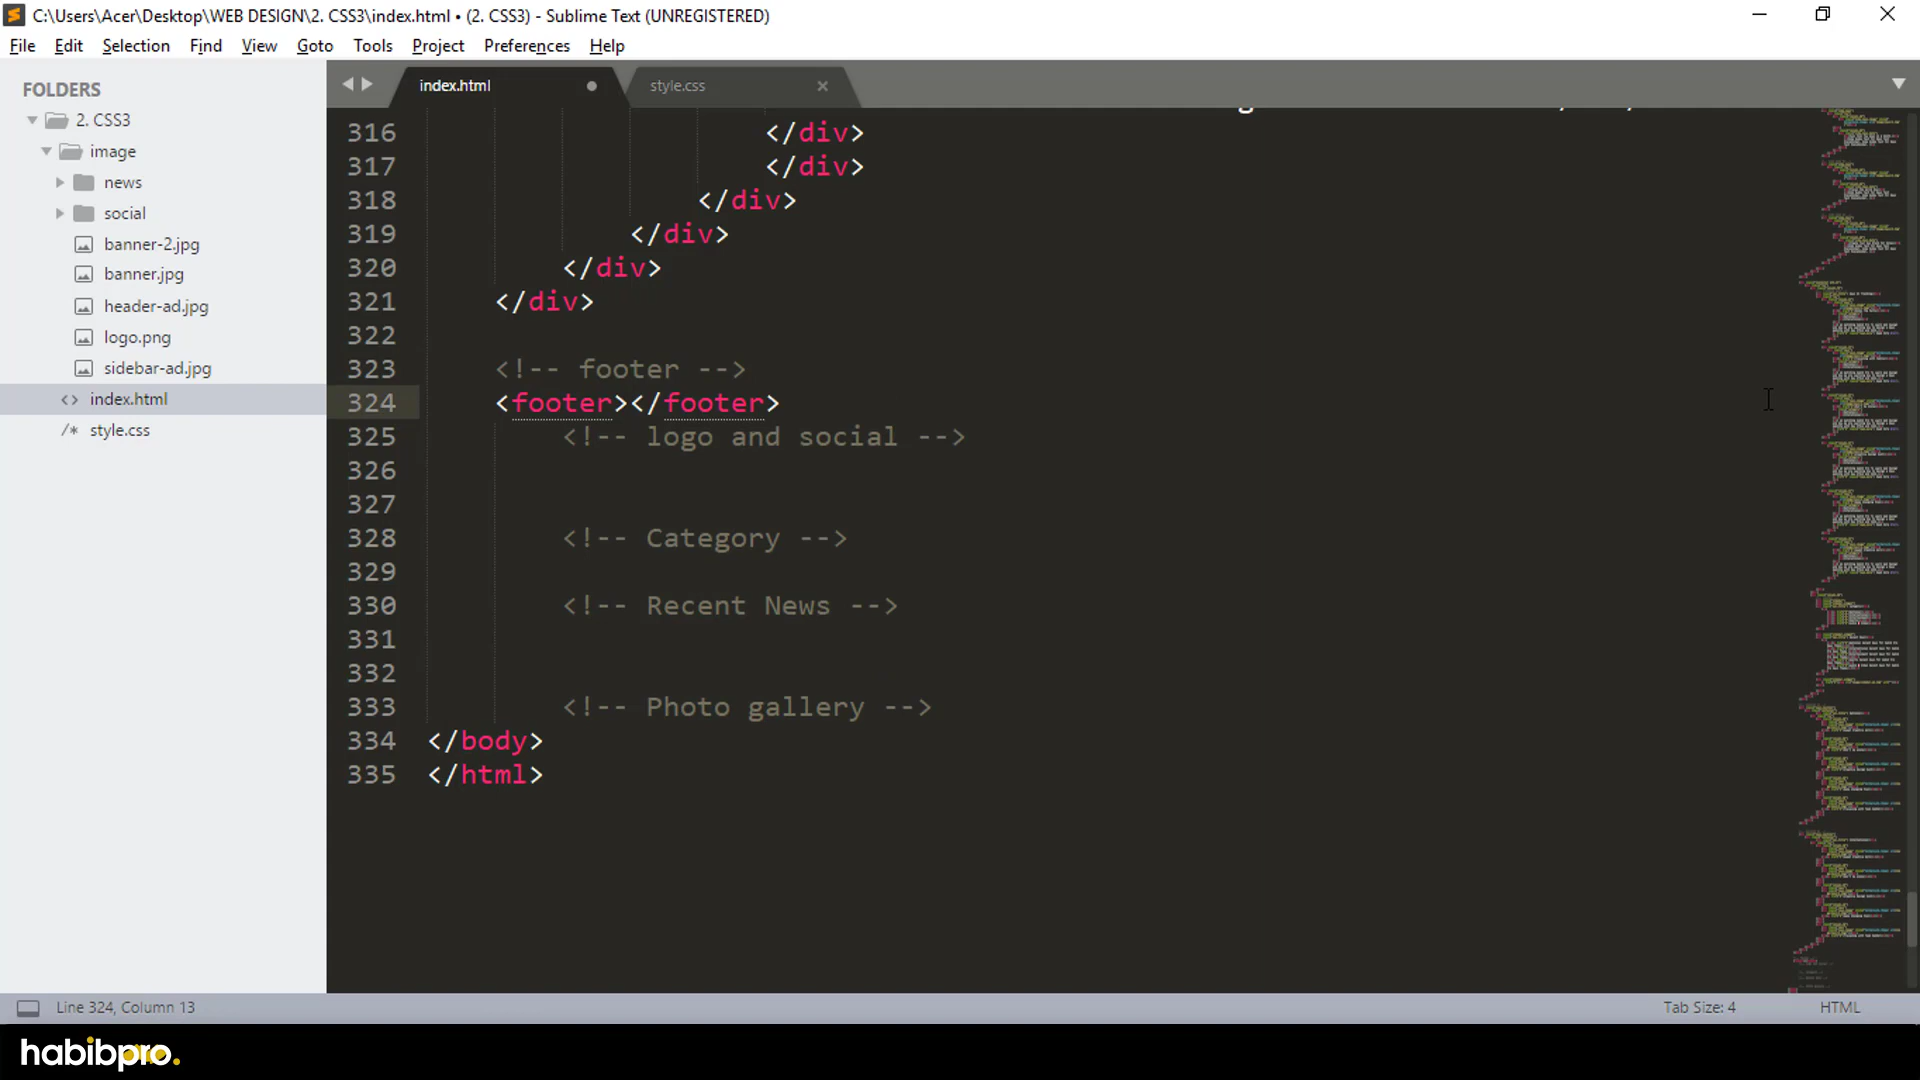 C:\Users\Acer\Desktop\WEB DESIGN\2. CSS3\index.html • (2. CSS3) - Sublime Text (UNREGISTERED)
File Edit Selection Find View Goto Tools Project Preferences Help
FOLDERS
2. CSS3
image
news
social
banner-2.jpg
banner.jpg
header-ad.jpg
logo.png
sidebar-ad.jpg
index.html
style.css
index.html style.css
316 </div>
317 </div>
318 </div>
319 </div>
320 </div>
321 </div>
322
323 <!-- footer -->
324 <footer></footer>
325 <!-- logo and social -->
326
327
328 <!-- Category -->
329
330 <!-- Recent News -->
331
332
333 <!-- Photo gallery -->
334 </body>
335 </html>
Line 324, Column 13 Tab Size: 4 HTML
habibpro.